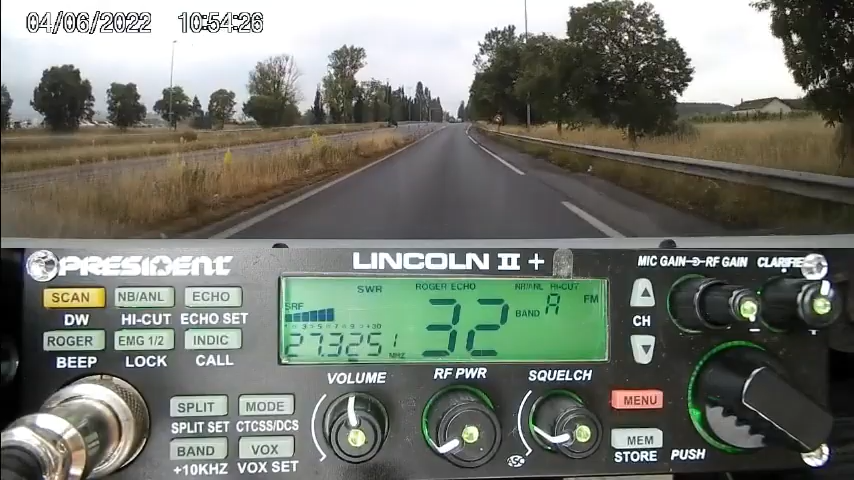 04/06/2022 10:54:26
PRESIDENT LINCOLN II + MIC GAIN RF GAIN CLARIFIER
SCAN NB/ANL ECHO
DW HI-CUT ECHO SET
ROGER EMG 1/2 INDIC
BEEP LOCK CALL
SWR ROGER ECHO NB/ANL HI-CUT
SRF 32 BAND A FM
27.325 MHZ
CH
VOLUME RF PWR SQUELCH
MENU
SPLIT MODE
SPLIT SET CTCSS/DCS
BAND VOX
+10KHZ VOX SET
ASC
MEM
STORE PUSH